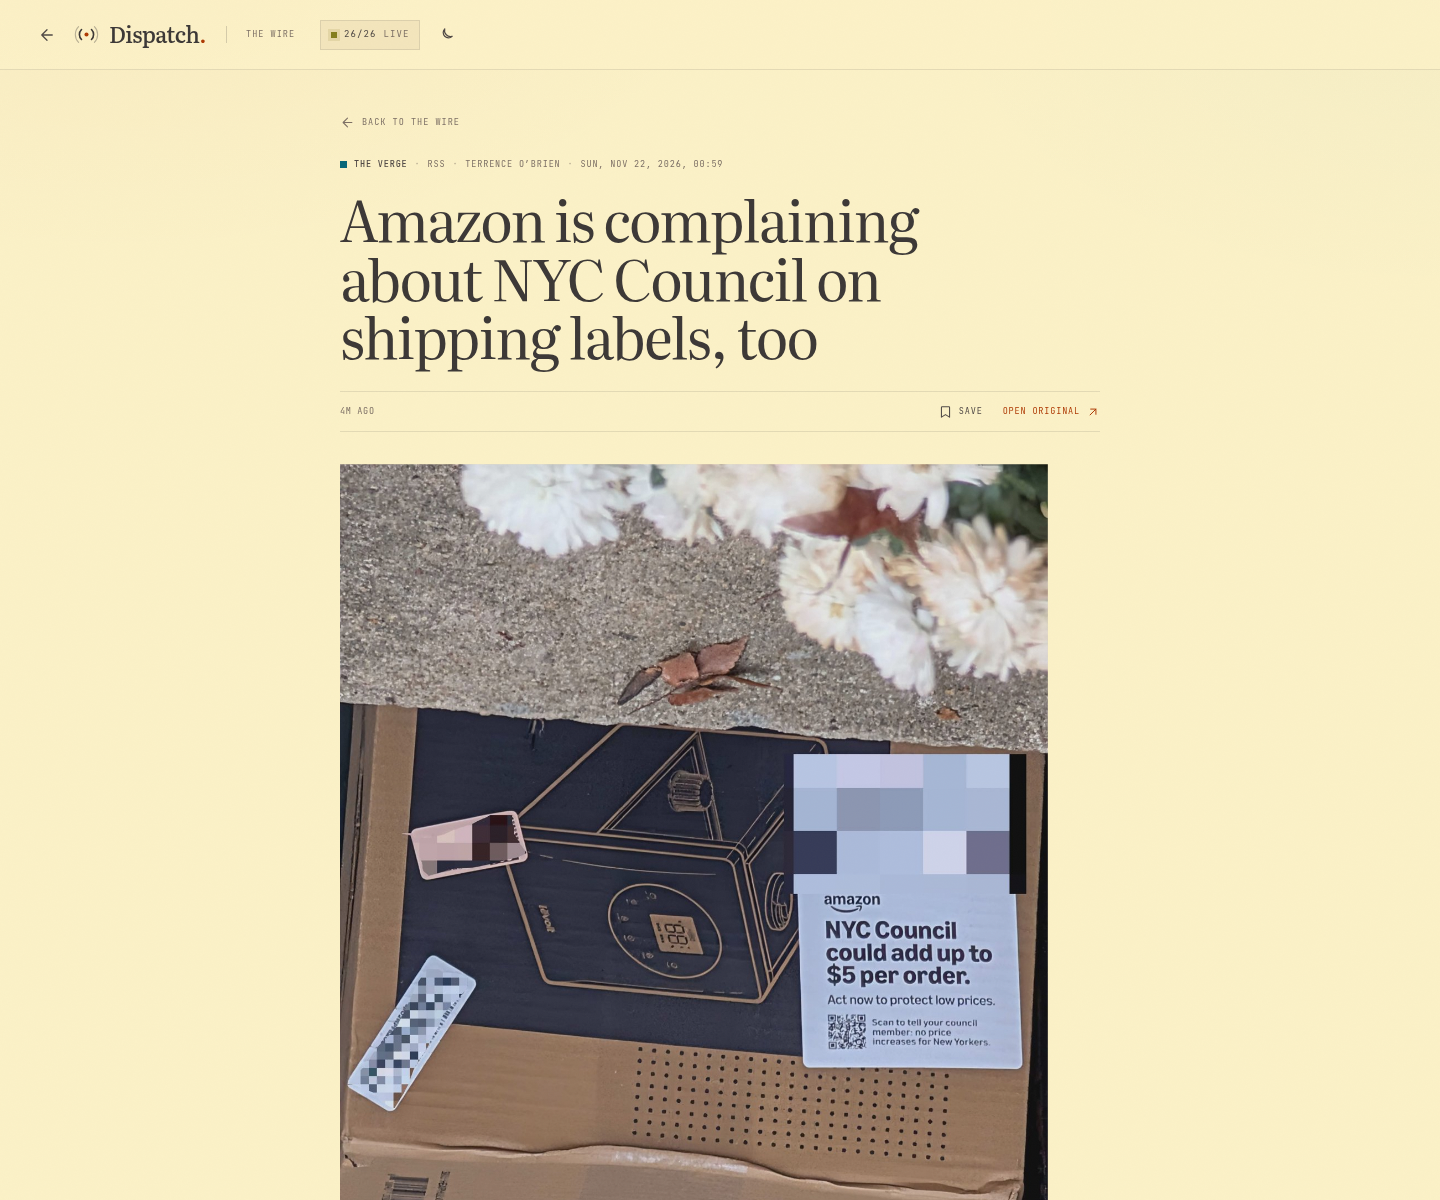 Dispatch.
THE WIRE
26/26 LIVE
BACK TO THE WIRE
THE VERGE · RSS · TERRENCE O’BRIEN · SUN, NOV 22, 2026, 00:59
Amazon is complaining
about NYC Council on
shipping labels, too
4M AGO
SAVE
OPEN ORIGINAL
levoit
amazon
NYC Council
could add up to
$5 per order.
Act now to protect low prices.
Scan to tell your council
member: no price
increases for New Yorkers.